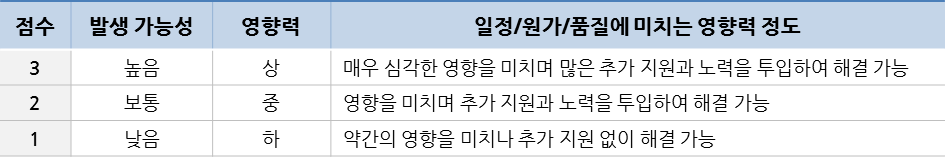 점수 발생 가능성 영향력 일정/원가/품질에 미치는 영향력 정도
3 높음 상 매우 심각한 영향을 미치며 많은 추가 지원과 노력을 투입하여 해결 가능
2 보통 중 영향을 미치며 추가 지원과 노력을 투입하여 해결 가능
1 낮음 하 약간의 영향을 미치나 추가 지원 없이 해결 가능